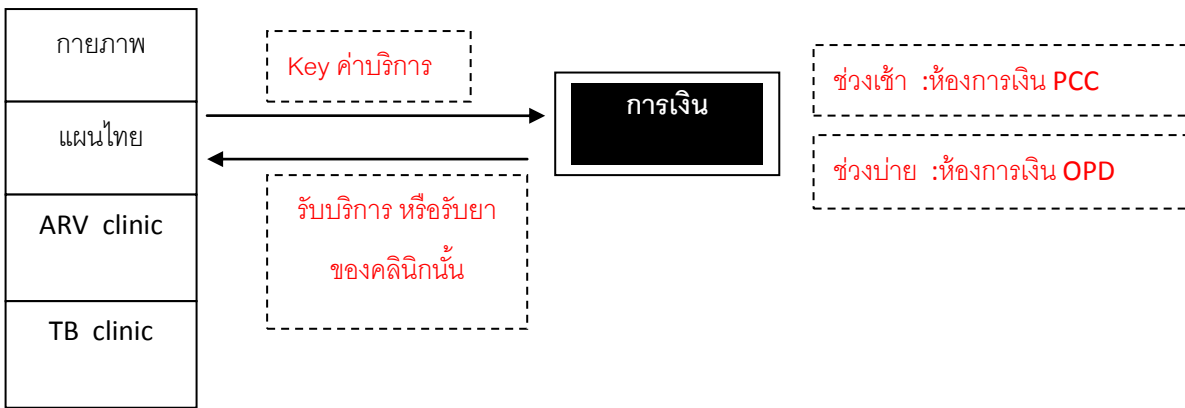 กายภาพ
แผนไทย
ARV clinic
TB clinic
Key ค่าบริการ
รับบริการ หรือรับยา
ของคลินิกนั้น
การเงิน
ช่วงเช้า :ห้องการเงิน PCC
ช่วงบ่าย :ห้องการเงิน OPD